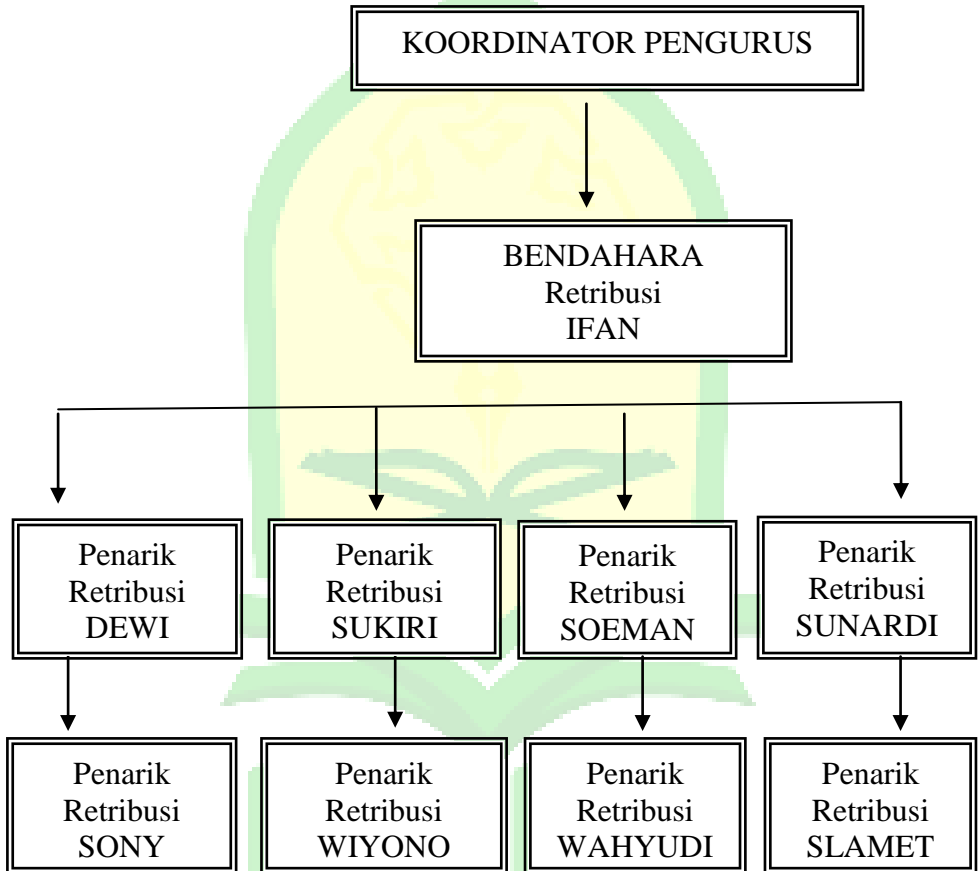 KOORDINATOR PENGURUS
BENDAHARA
Retribusi
IFAN
Penarik
Retribusi
DEWI
Penarik
Retribusi
SUKIRI
Penarik
Retribusi
SOEMAN
Penarik
Retribusi
SUNARDI
Penarik
Retribusi
SONY
Penarik
Retribusi
WIYONO
Penarik
Retribusi
WAHYUDI
Penarik
Retribusi
SLAMET